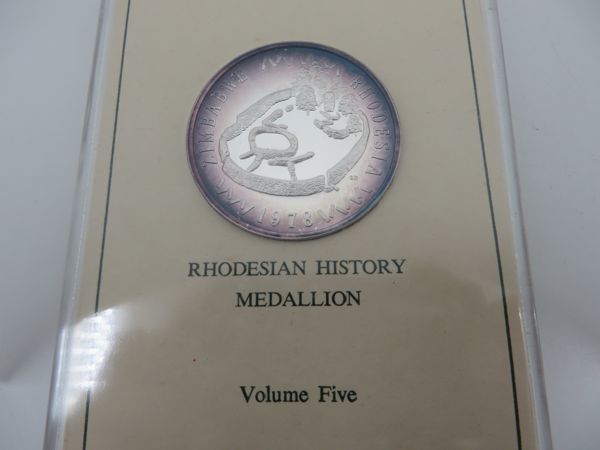 ZIMBABWE RHODESIA
1978
RHODESIAN HISTORY
MEDALLION
Volume Five